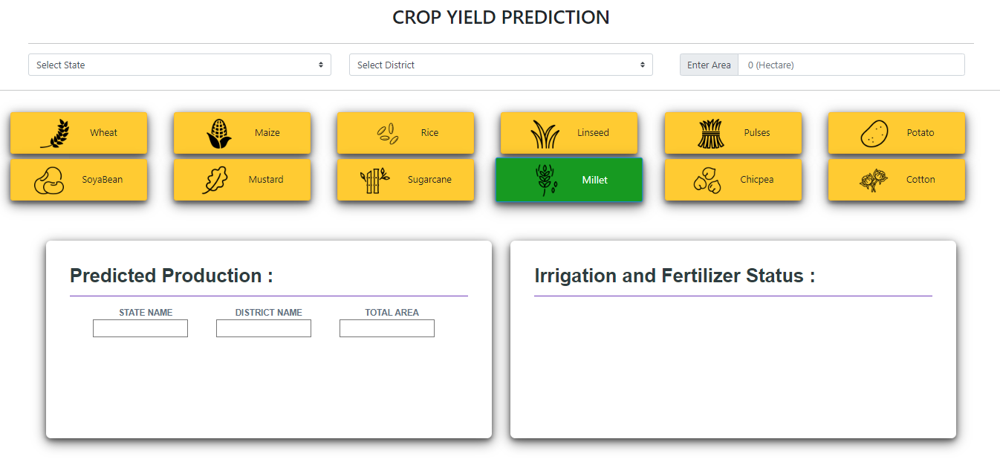 CROP YIELD PREDICTION
Select State Select District Enter Area 0 (Hectare)
Wheat Maize Rice Linseed Pulses Potato
SoyaBean Mustard Sugarcane Millet Chicpea Cotton
Predicted Production :
STATE NAME DISTRICT NAME TOTAL AREA
Irrigation and Fertilizer Status :